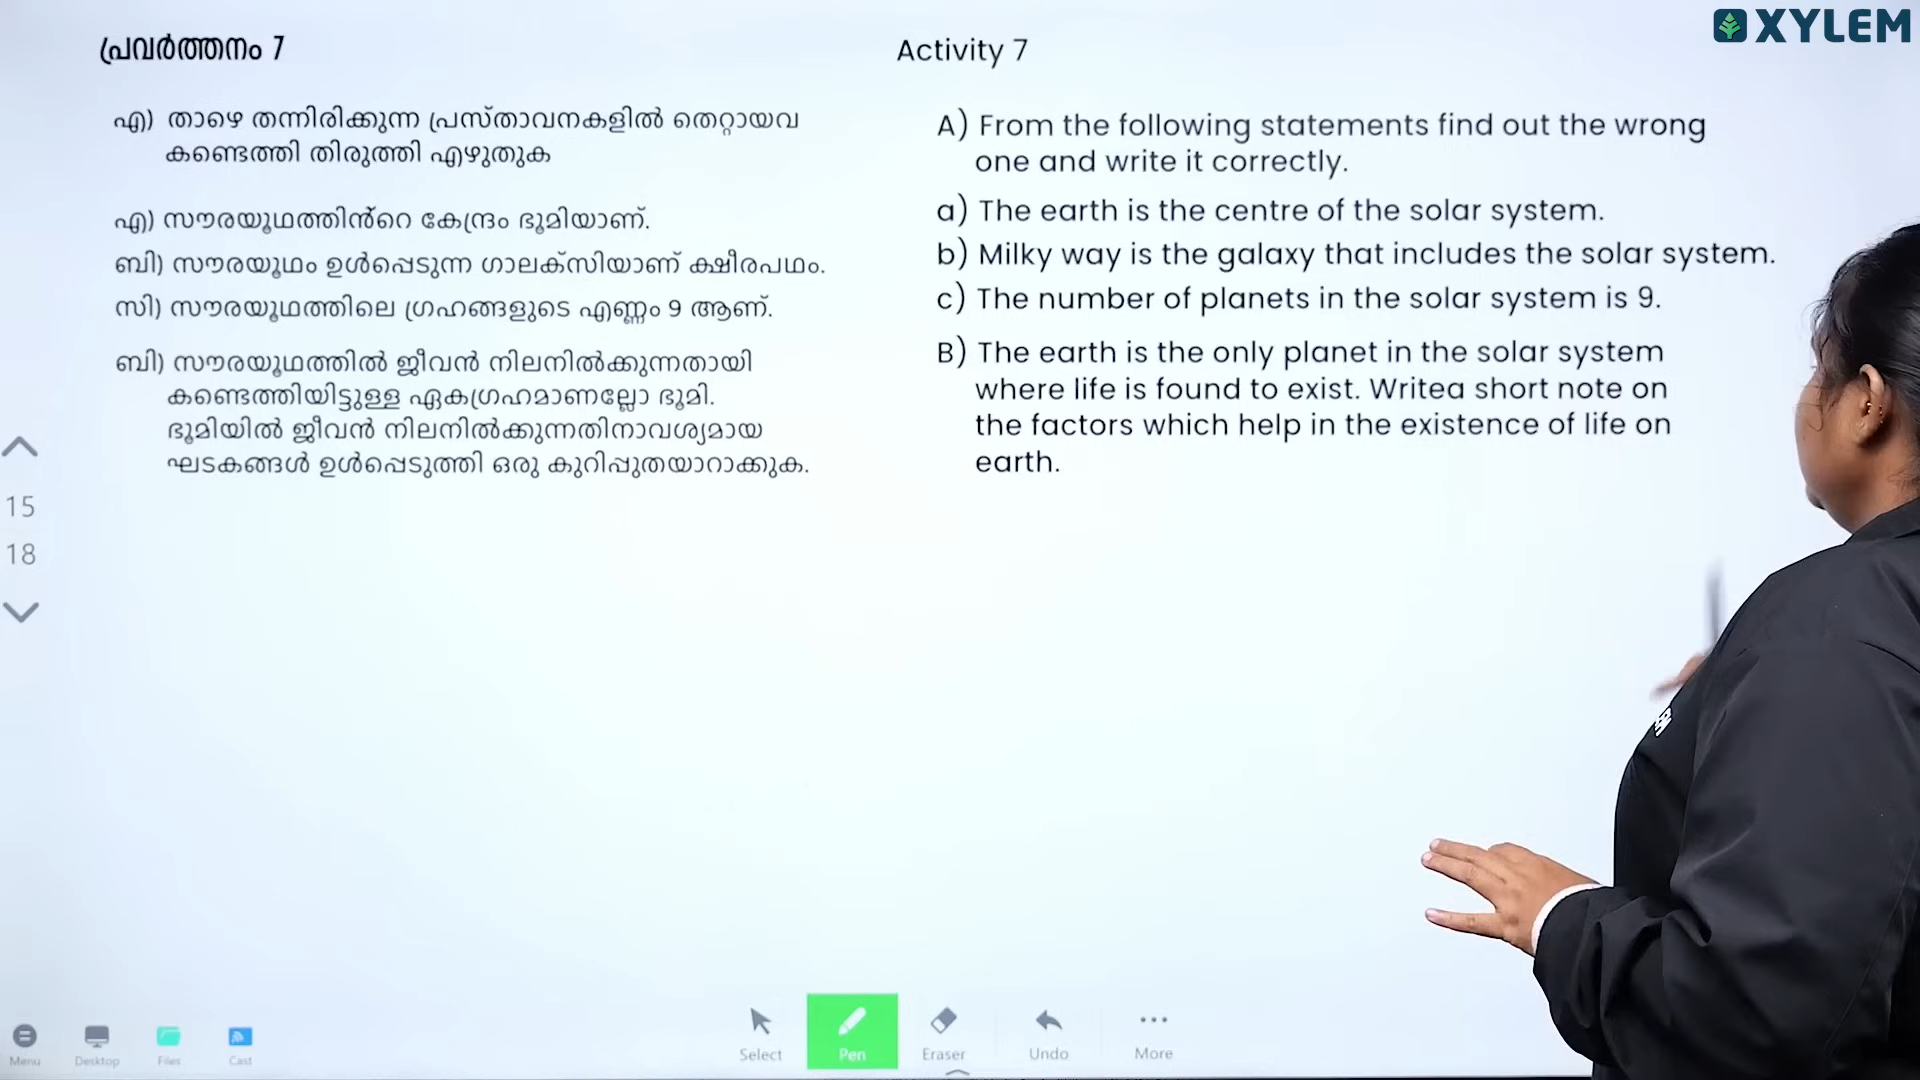 XYLEM
പ്രവർത്തനം 7
എ) താഴെ തന്നിരിക്കുന്ന പ്രസ്താവനകളിൽ തെറ്റായവ
കണ്ടെത്തി തിരുത്തി എഴുതുക
എ) സൗരയൂഥത്തിൻറെ കേന്ദ്രം ഭൂമിയാണ്.
ബി) സൗരയൂഥം ഉൾപ്പെടുന്ന ഗാലക്സിയാണ് ക്ഷീരപഥം.
സി) സൗരയൂഥത്തിലെ ഗ്രഹങ്ങളുടെ എണ്ണം 9 ആണ്.
ബി) സൗരയൂഥത്തിൽ ജീവൻ നിലനിൽക്കുന്നതായി
കണ്ടെത്തിയിട്ടുള്ള ഏകഗ്രഹമാണല്ലോ ഭൂമി.
ഭൂമിയിൽ ജീവൻ നിലനിൽക്കുന്നതിനാവശ്യമായ
ഘടകങ്ങൾ ഉൾപ്പെടുത്തി ഒരു കുറിപ്പുതയാറാക്കുക.
Activity 7
A) From the following statements find out the wrong
one and write it correctly.
a) The earth is the centre of the solar system.
b) Milky way is the galaxy that includes the solar system.
c) The number of planets in the solar system is 9.
B) The earth is the only planet in the solar system
where life is found to exist. Writea short note on
the factors which help in the existence of life on
earth.
15
18
Menu
Desktop
Files
Cast
Select
Pen
Eraser
Undo
More